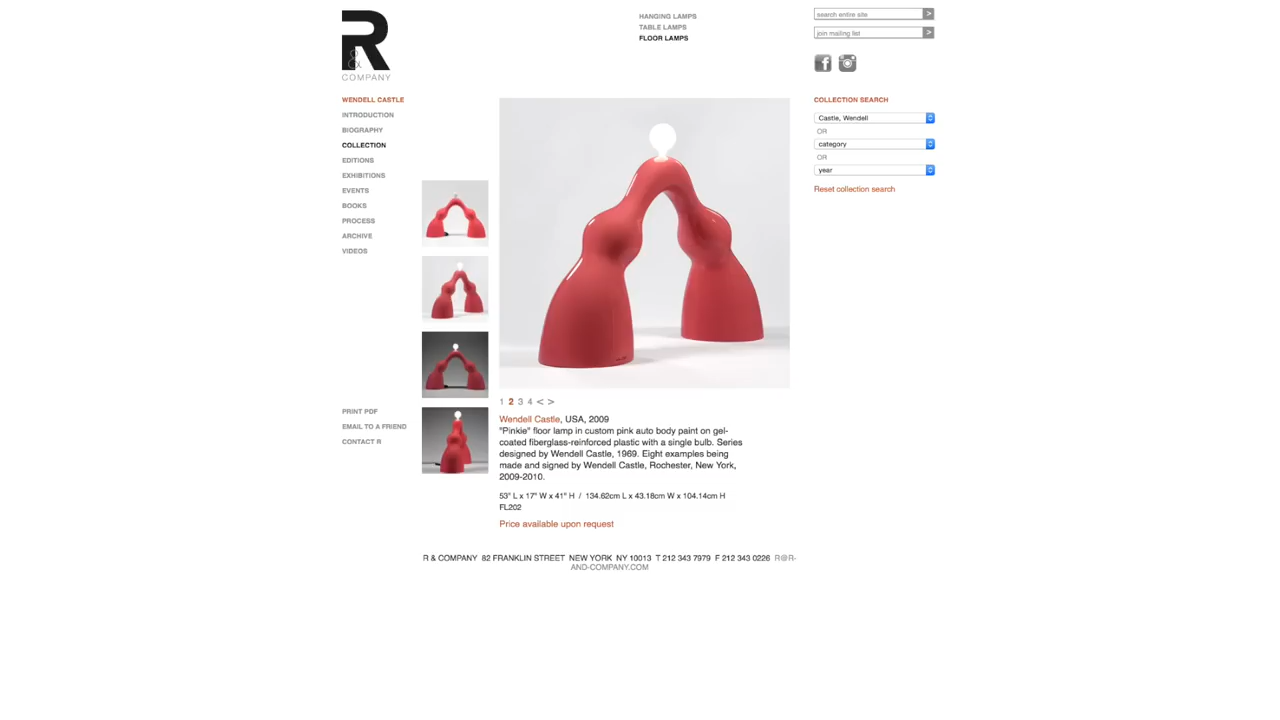 R
&
COMPANY
HANGING LAMPS
TABLE LAMPS
FLOOR LAMPS
search entire site >
join mailing list >
f
WENDELL CASTLE
INTRODUCTION
BIOGRAPHY
COLLECTION
EDITIONS
EXHIBITIONS
EVENTS
BOOKS
PROCESS
ARCHIVE
VIDEOS
PRINT PDF
EMAIL TO A FRIEND
CONTACT R
1 2 3 4 < >
Wendell Castle, USA, 2009
"Pinkie" floor lamp in custom pink auto body paint on gel-
coated fiberglass-reinforced plastic with a single bulb. Series
designed by Wendell Castle, 1969. Eight examples being
made and signed by Wendell Castle, Rochester, New York,
2009-2010.
53" L x 17" W x 41" H / 134.62cm L x 43.18cm W x 104.14cm H
FL202
Price available upon request
COLLECTION SEARCH
Castle, Wendell
OR
category
OR
year
Reset collection search
R & COMPANY 82 FRANKLIN STREET NEW YORK NY 10013 T 212 343 7979 F 212 343 0226 R@R-
AND-COMPANY.COM